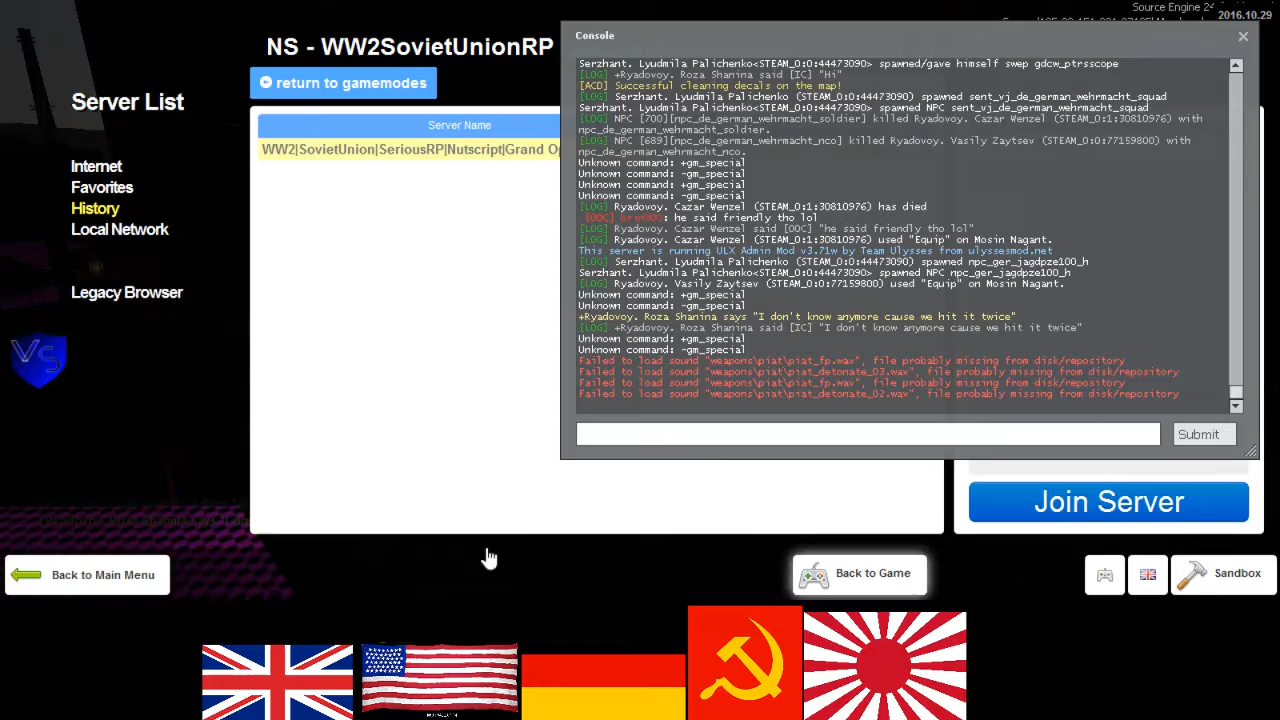 Source Engine 24
2016.10.29
NS - WW2SovietUnionRP
return to gamemodes
Server List
Internet
Favorites
History
Local Network
Legacy Browser
VS
Server Name
WW2|SovietUnion|SeriousRP|Nutscript|Grand Op
Console
Serzhant. Lyudmila Palichenko<STEAM_0:0:44473090> spawned/gave himself swep gdcw_ptrsscope
[LOG] +Ryadovoy. Roza Shanina said [IC] "Hi"
[ACD] Successful cleaning decals on the map!
[LOG] Serzhant. Lyudmila Palichenko (STEAM_0:0:44473090) spawned sent_vj_de_german_wehrmacht_squad
Serzhant. Lyudmila Palichenko<STEAM_0:0:44473090> spawned NPC sent_vj_de_german_wehrmacht_squad
[LOG] NPC [700][npc_de_german_wehrmacht_soldier] killed Ryadovoy. Cazar Wenzel (STEAM_0:1:30810976) with
npc_de_german_wehrmacht_soldier.
[LOG] NPC [689][npc_de_german_wehrmacht_nco] killed Ryadovoy. Vasily Zaytsev (STEAM_0:0:77159800) with
npc_de_german_wehrmacht_nco.
Unknown command: +gm_special
Unknown command: -gm_special
Unknown command: +gm_special
Unknown command: -gm_special
[LOG] Ryadovoy. Cazar Wenzel (STEAM_0:1:30810976) has died
[OOC] : he said friendly tho lol
[LOG] Ryadovoy. Cazar Wenzel said [OOC] "he said friendly tho lol"
[LOG] Ryadovoy. Cazar Wenzel (STEAM_0:1:30810976) used "Equip" on Mosin Nagant.
This server is running ULX Admin Mod v3.71w by Team Ulysses from ulyssesmod.net
[LOG] Serzhant. Lyudmila Palichenko (STEAM_0:0:44473090) spawned npc_ger_jagdpze100_h
Serzhant. Lyudmila Palichenko<STEAM_0:0:44473090> spawned NPC npc_ger_jagdpze100_h
[LOG] Ryadovoy. Vasily Zaytsev (STEAM_0:0:77159800) used "Equip" on Mosin Nagant.
Unknown command: +gm_special
Unknown command: -gm_special
+Ryadovoy. Roza Shanina says "I don't know anymore cause we hit it twice"
[LOG] +Ryadovoy. Roza Shanina said [IC] "I don't know anymore cause we hit it twice"
Unknown command: +gm_special
Unknown command: -gm_special
Failed to load sound "weapons\piat\piat_fp.wav", file probably missing from disk/repository
Failed to load sound "weapons\piat\piat_detonate_03.wav", file probably missing from disk/repository
Failed to load sound "weapons\piat\piat_fp.wav", file probably missing from disk/repository
Failed to load sound "weapons\piat\piat_detonate_02.wav", file probably missing from disk/repository
Submit
Join Server
Back to Main Menu
Back to Game
Sandbox